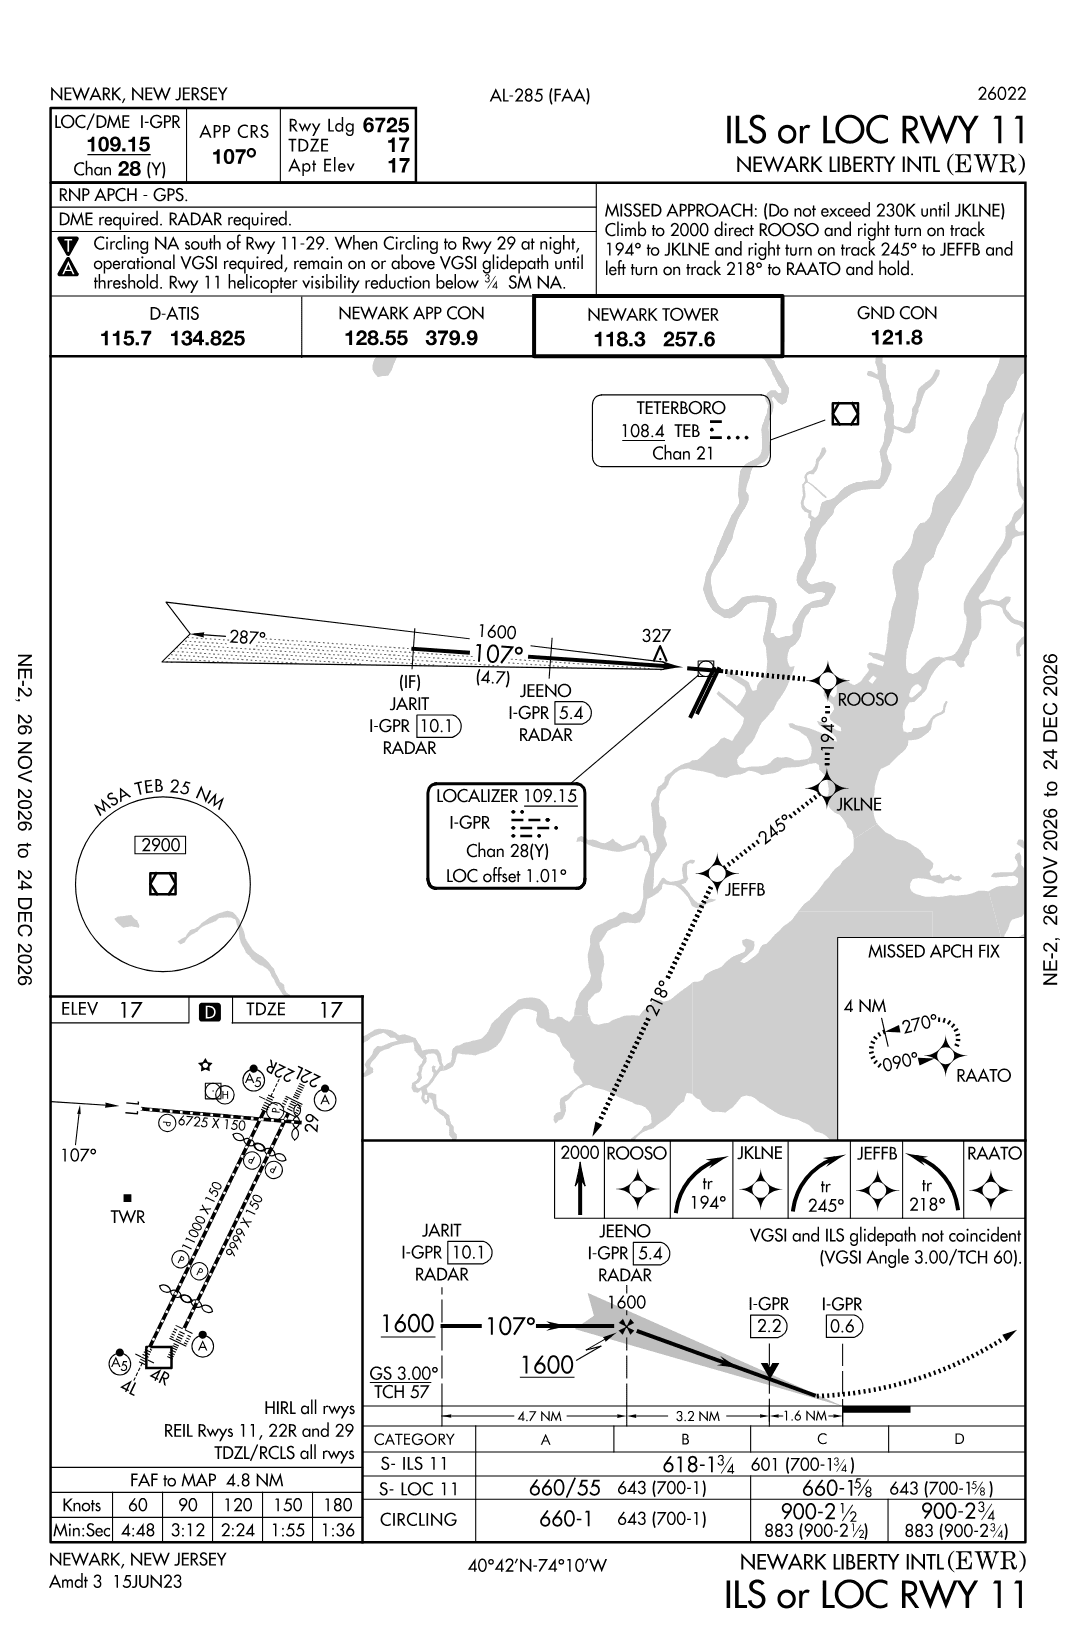 NEWARK, NEW JERSEY
AL-285 (FAA)
26022
LOC/DME I-GPR
109.15
Chan 28 (Y)
APP CRS
107°
Rwy Ldg 6725
TDZE 17
Apt Elev 17
ILS or LOC RWY 11
NEWARK LIBERTY INTL (EWR)
RNP APCH - GPS.
DME required. RADAR required.
T
A
Circling NA south of Rwy 11-29. When Circling to Rwy 29 at night,
operational VGSI required, remain on or above VGSI glidepath until
threshold. Rwy 11 helicopter visibility reduction below ¾ SM NA.
MISSED APPROACH: (Do not exceed 230K until JKLNE)
Climb to 2000 direct ROOSO and right turn on track
194° to JKLNE and right turn on track 245° to JEFFB and
left turn on track 218° to RAATO and hold.
D-ATIS
115.7 134.825
NEWARK APP CON
128.55 379.9
NEWARK TOWER
118.3 257.6
GND CON
121.8
TETERBORO
108.4 TEB
Chan 21
287°
1600
107°
(4.7)
327
(IF)
JARIT
I-GPR 10.1
RADAR
JEENO
I-GPR 5.4
RADAR
ROOSO
194°
JKLNE
245°
JEFFB
218°
LOCALIZER 109.15
I-GPR
Chan 28(Y)
LOC offset 1.01°
MSA TEB 25 NM
2900
MISSED APCH FIX
4 NM
270°
090°
RAATO
NE-2, 26 NOV 2026 to 24 DEC 2026
NE-2, 26 NOV 2026 to 24 DEC 2026
ELEV 17
D
TDZE 17
A5
22R
22L
A
H
11
P
6725 X 150
P
29
107°
P
P
TWR
11000 X 150
9999 X 150
P
P
A5
A
4L
4R
HIRL all rwys
REIL Rwys 11, 22R and 29
TDZL/RCLS all rwys
FAF to MAP 4.8 NM
Knots 60 90 120 150 180
Min:Sec 4:48 3:12 2:24 1:55 1:36
2000
ROOSO
tr
194°
JKLNE
tr
245°
JEFFB
tr
218°
RAATO
VGSI and ILS glidepath not coincident
(VGSI Angle 3.00/TCH 60).
JARIT
I-GPR 10.1
RADAR
JEENO
I-GPR 5.4
RADAR
1600
I-GPR
2.2
I-GPR
0.6
1600
107°
1600
GS 3.00°
TCH 57
4.7 NM
3.2 NM
1.6 NM
CATEGORY A B C D
S- ILS 11 618-1¾ 601 (700-1¾)
S- LOC 11 660/55 643 (700-1) 660-1⅝ 643 (700-1⅝)
CIRCLING 660-1 643 (700-1)
900-2½
883 (900-2½)
900-2¾
883 (900-2¾)
NEWARK, NEW JERSEY
Amdt 3 15JUN23
40°42'N-74°10'W
NEWARK LIBERTY INTL (EWR)
ILS or LOC RWY 11